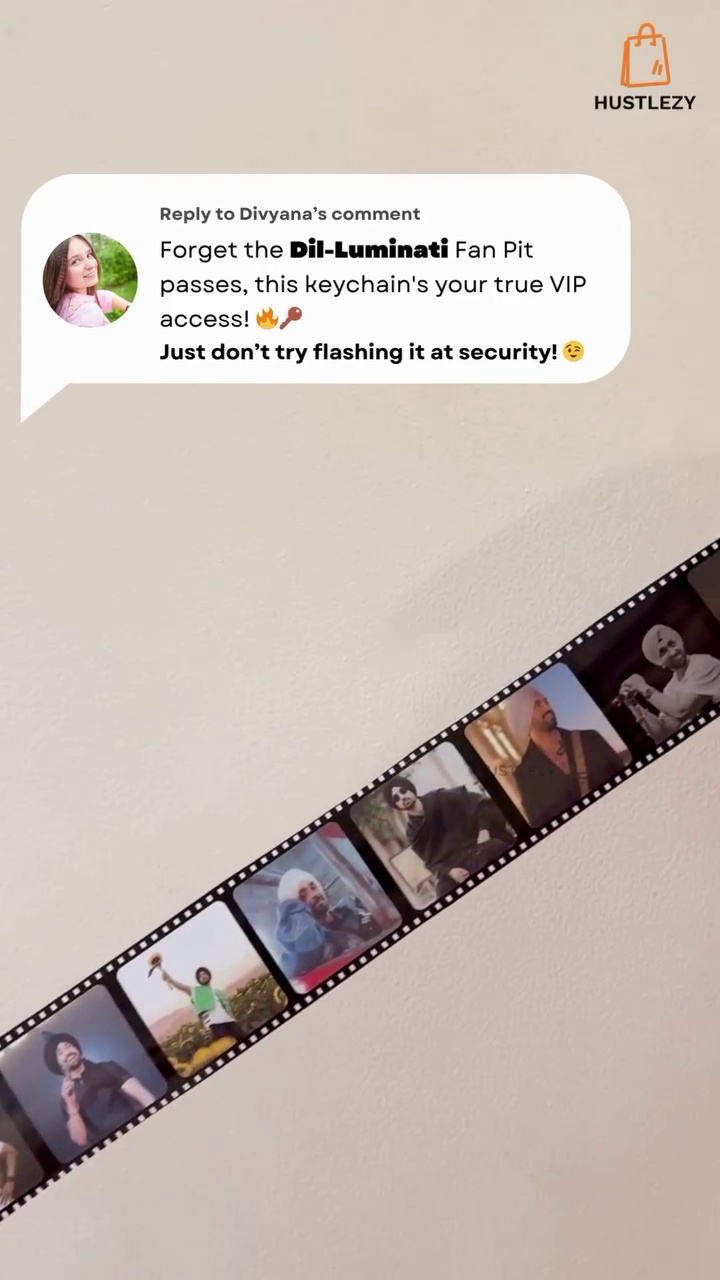 HUSTLEZY
Reply to Divyana’s comment
Forget the Dil-Luminati Fan Pit
passes, this keychain's your true VIP
access! 🔥🔑
Just don’t try flashing it at security! 😉
HUSTLEZY